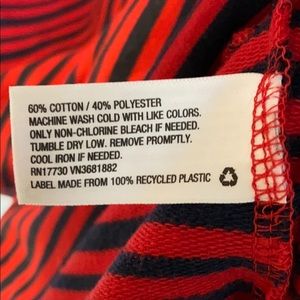 60% COTTON / 40% POLYESTER
MACHINE WASH COLD WITH LIKE COLORS.
ONLY NON-CHLORINE BLEACH IF NEEDED.
TUMBLE DRY LOW. REMOVE PROMPTLY.
COOL IRON IF NEEDED.
RN17730 VN3681882
LABEL MADE FROM 100% RECYCLED PLASTIC